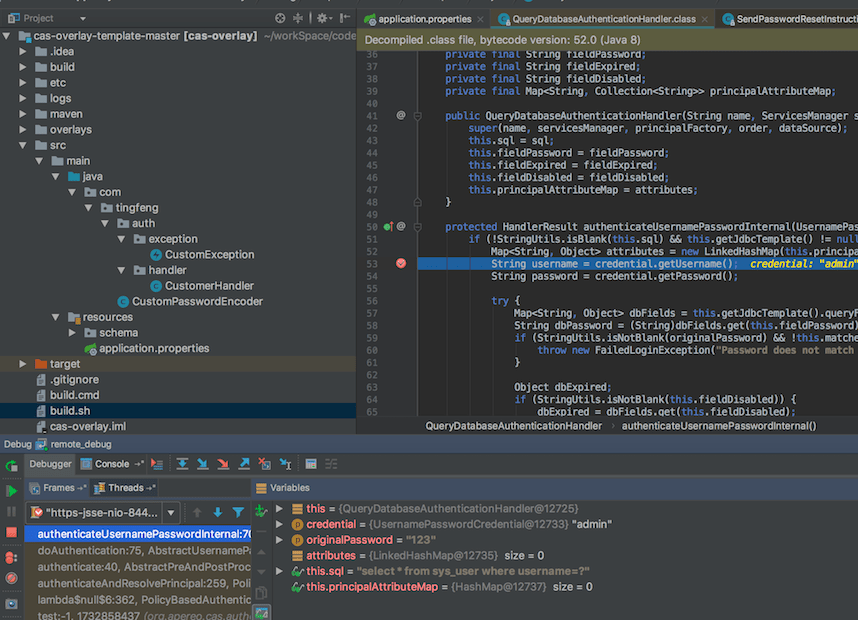 Project
cas-overlay-template-master [cas-overlay] ~/workSpace/code
.idea
build
etc
logs
maven
overlays
src
main
java
com
tingfeng
auth
exception
CustomException
handler
CustomerHandler
CustomPasswordEncoder
resources
schema
application.properties
target
.gitignore
build.cmd
build.sh
cas-overlay.iml
application.properties
QueryDatabaseAuthenticationHandler.class
SendPasswordResetInstructi
Decompiled .class file, bytecode version: 52.0 (Java 8)
36 private final String fieldPassword;
37 private final String fieldExpired;
38 private final String fieldDisabled;
39 private final Map<String, Collection<String>> principalAttributeMap;
40
41 @ public QueryDatabaseAuthenticationHandler(String name, ServicesManager s
42 super(name, servicesManager, principalFactory, order, dataSource);
43 this.sql = sql;
44 this.fieldPassword = fieldPassword;
45 this.fieldExpired = fieldExpired;
46 this.fieldDisabled = fieldDisabled;
47 this.principalAttributeMap = attributes;
48 }
49
50 @ protected HandlerResult authenticateUsernamePasswordInternal(UsernamePas
51 if (!StringUtils.isBlank(this.sql) && this.getJdbcTemplate() != null
52 Map<String, Object> attributes = new LinkedHashMap(this.principa
53 String username = credential.getUsername(); credential: "admin"
54 String password = credential.getPassword();
55
56 try {
57 Map<String, Object> dbFields = this.getJdbcTemplate().queryF
58 String dbPassword = (String)dbFields.get(this.fieldPassword)
59 if (StringUtils.isNotBlank(originalPassword) && !this.matche
60 throw new FailedLoginException("Password does not match
61 }
62
63 Object dbExpired;
64 if (StringUtils.isNotBlank(this.fieldDisabled)) {
65 dbExpired = dbFields.get(this.fieldDisabled);
QueryDatabaseAuthenticationHandler › authenticateUsernamePasswordInternal()
Debug remote_debug
Debugger Console
Frames Threads
"https-jsse-nio-844...
authenticateUsernamePasswordInternal:70
doAuthentication:75, AbstractUsernamePa
authenticate:40, AbstractPreAndPostProc
authenticateAndResolvePrincipal:259, Poli
lambda$null$6:362, PolicyBasedAuthentic
test:-1, 1732858437 (org.apereo.cas.auth
Variables
this = {QueryDatabaseAuthenticationHandler@12725}
credential = {UsernamePasswordCredential@12733} "admin"
originalPassword = "123"
attributes = {LinkedHashMap@12735} size = 0
this.sql = "select * from sys_user where username=?"
this.principalAttributeMap = {HashMap@12737} size = 0